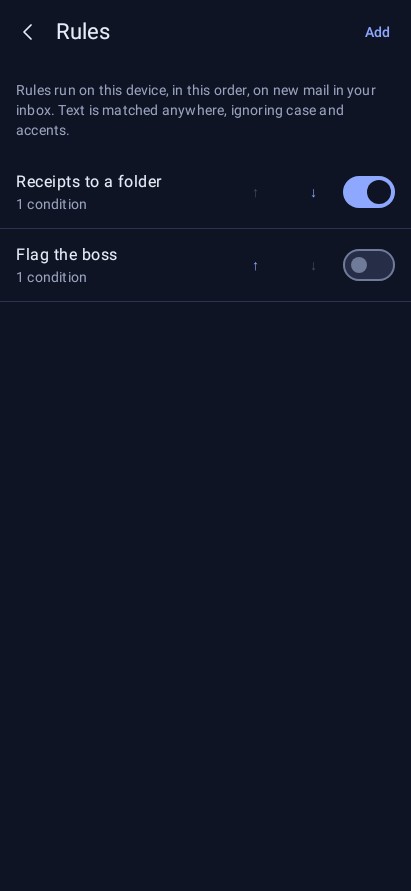 Rules
Add
Rules run on this device, in this order, on new mail in your
inbox. Text is matched anywhere, ignoring case and
accents.
Receipts to a folder
↑
↓
1 condition
Flag the boss
↑
↓
1 condition